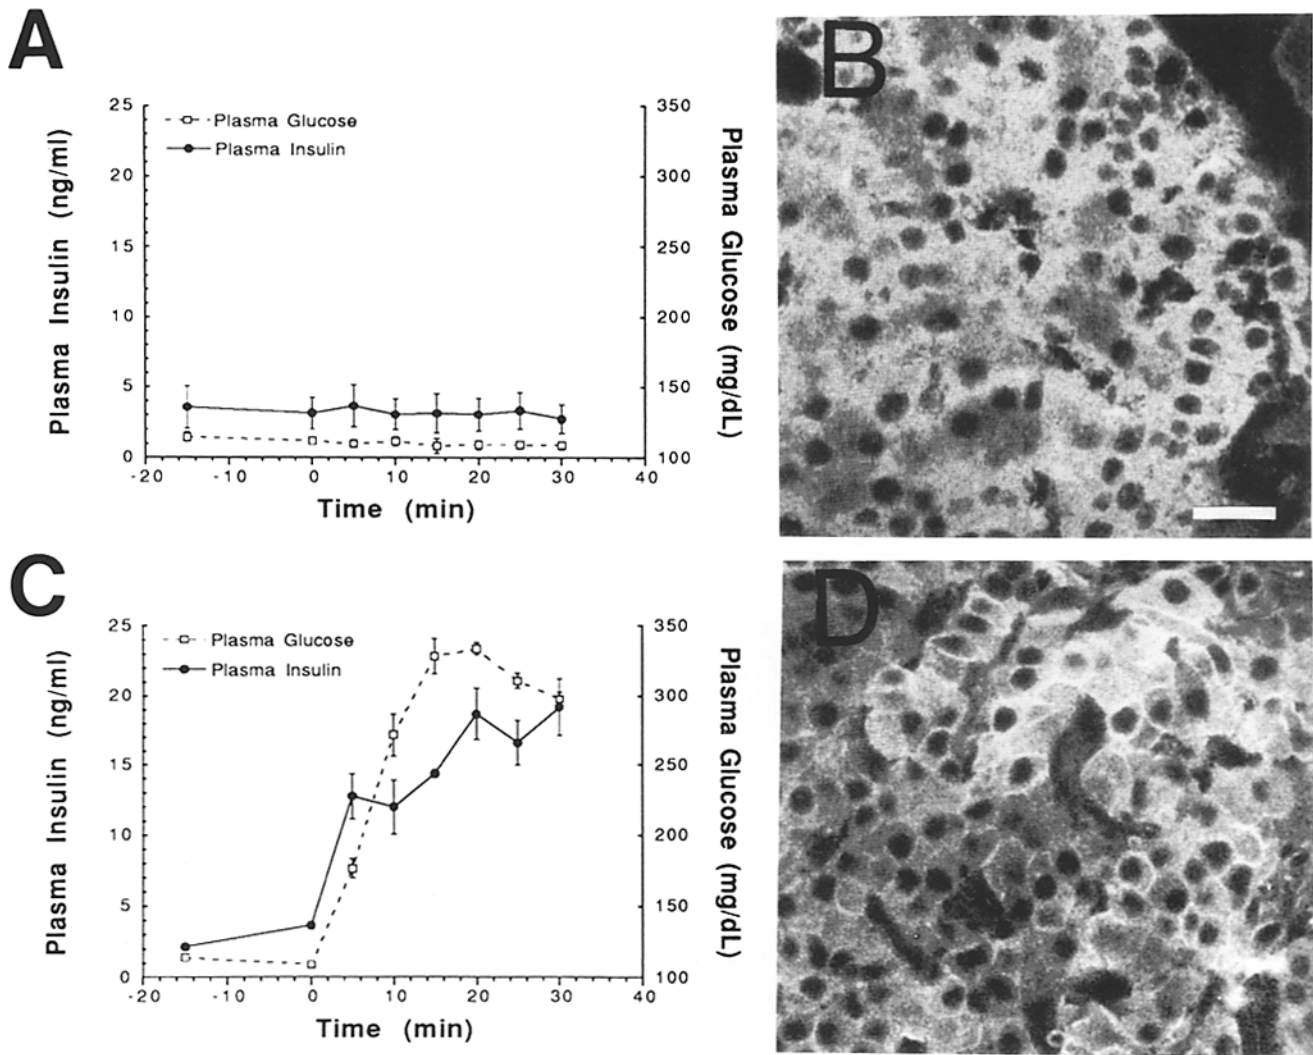 A
25
20
15
10
5
0
Plasma Insulin (ng/ml)
Plasma Glucose
Plasma Insulin
350
300
250
200
150
100
Plasma Glucose (mg/dL)
-20 -10 0 10 20 30 40
Time (min)
B
C
25
20
15
10
5
0
Plasma Insulin (ng/ml)
Plasma Glucose
Plasma Insulin
350
300
250
200
150
100
Plasma Glucose (mg/dL)
-20 -10 0 10 20 30 40
Time (min)
D